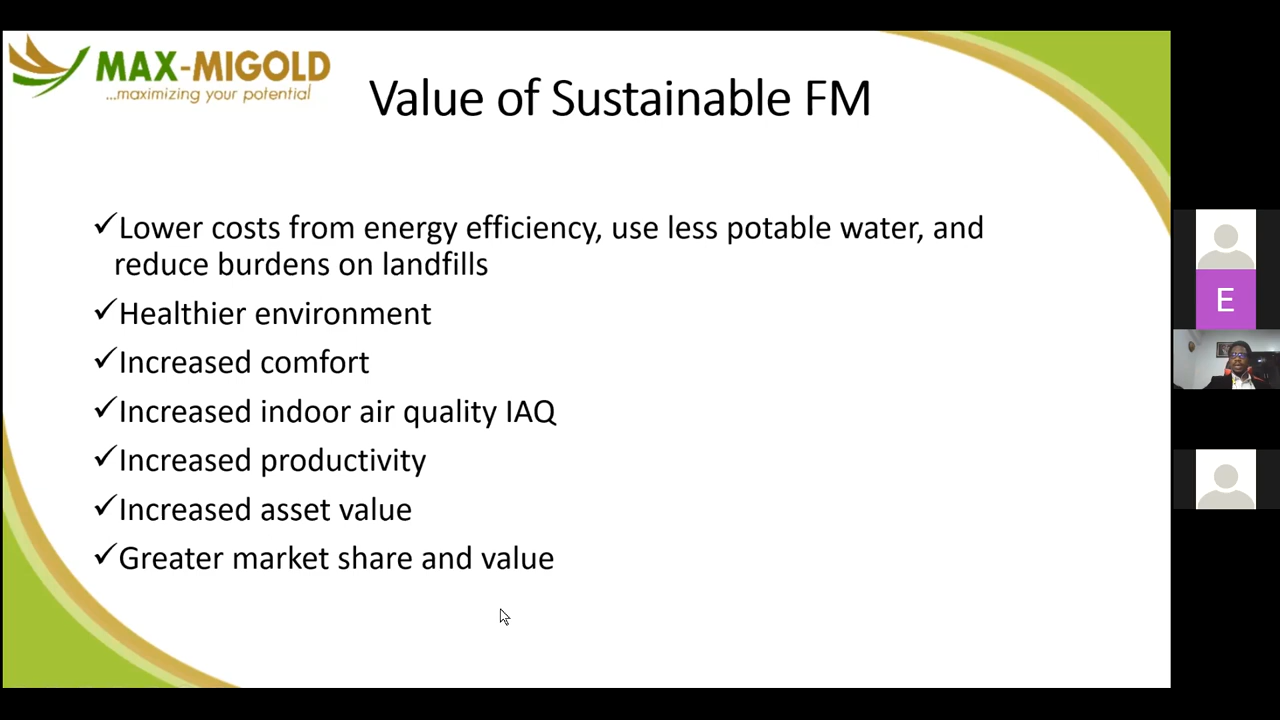 MAX-MIGOLD
...maximizing your potential
Value of Sustainable FM
✓Lower costs from energy efficiency, use less potable water, and
reduce burdens on landfills
✓Healthier environment
✓Increased comfort
✓Increased indoor air quality IAQ
✓Increased productivity
✓Increased asset value
✓Greater market share and value
E